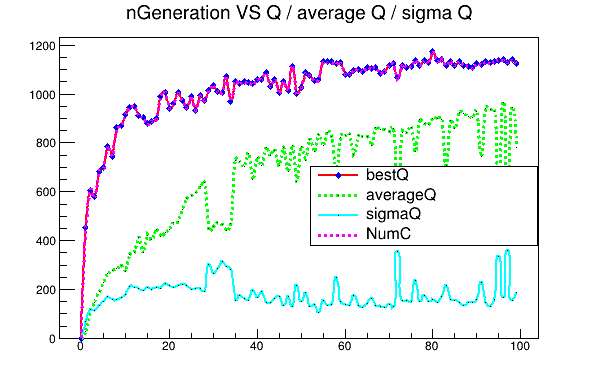 nGeneration VS Q / average Q / sigma Q
1200
1000
800
600
400
200
0
bestQ
averageQ
sigmaQ
NumC
0 20 40 60 80 100